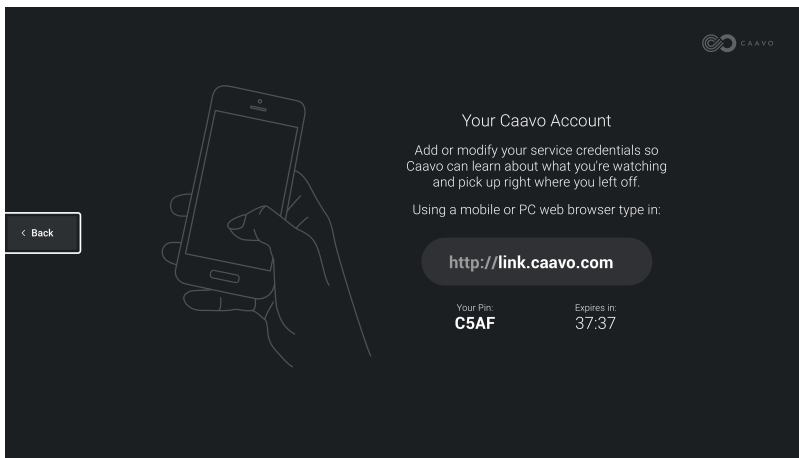 CAAVO
Your Caavo Account
Add or modify your service credentials so
Caavo can learn about what you're watching
and pick up right where you left off.
Using a mobile or PC web browser type in:
< Back
http://link.caavo.com
Your Pin: Expires in:
C5AF 37:37